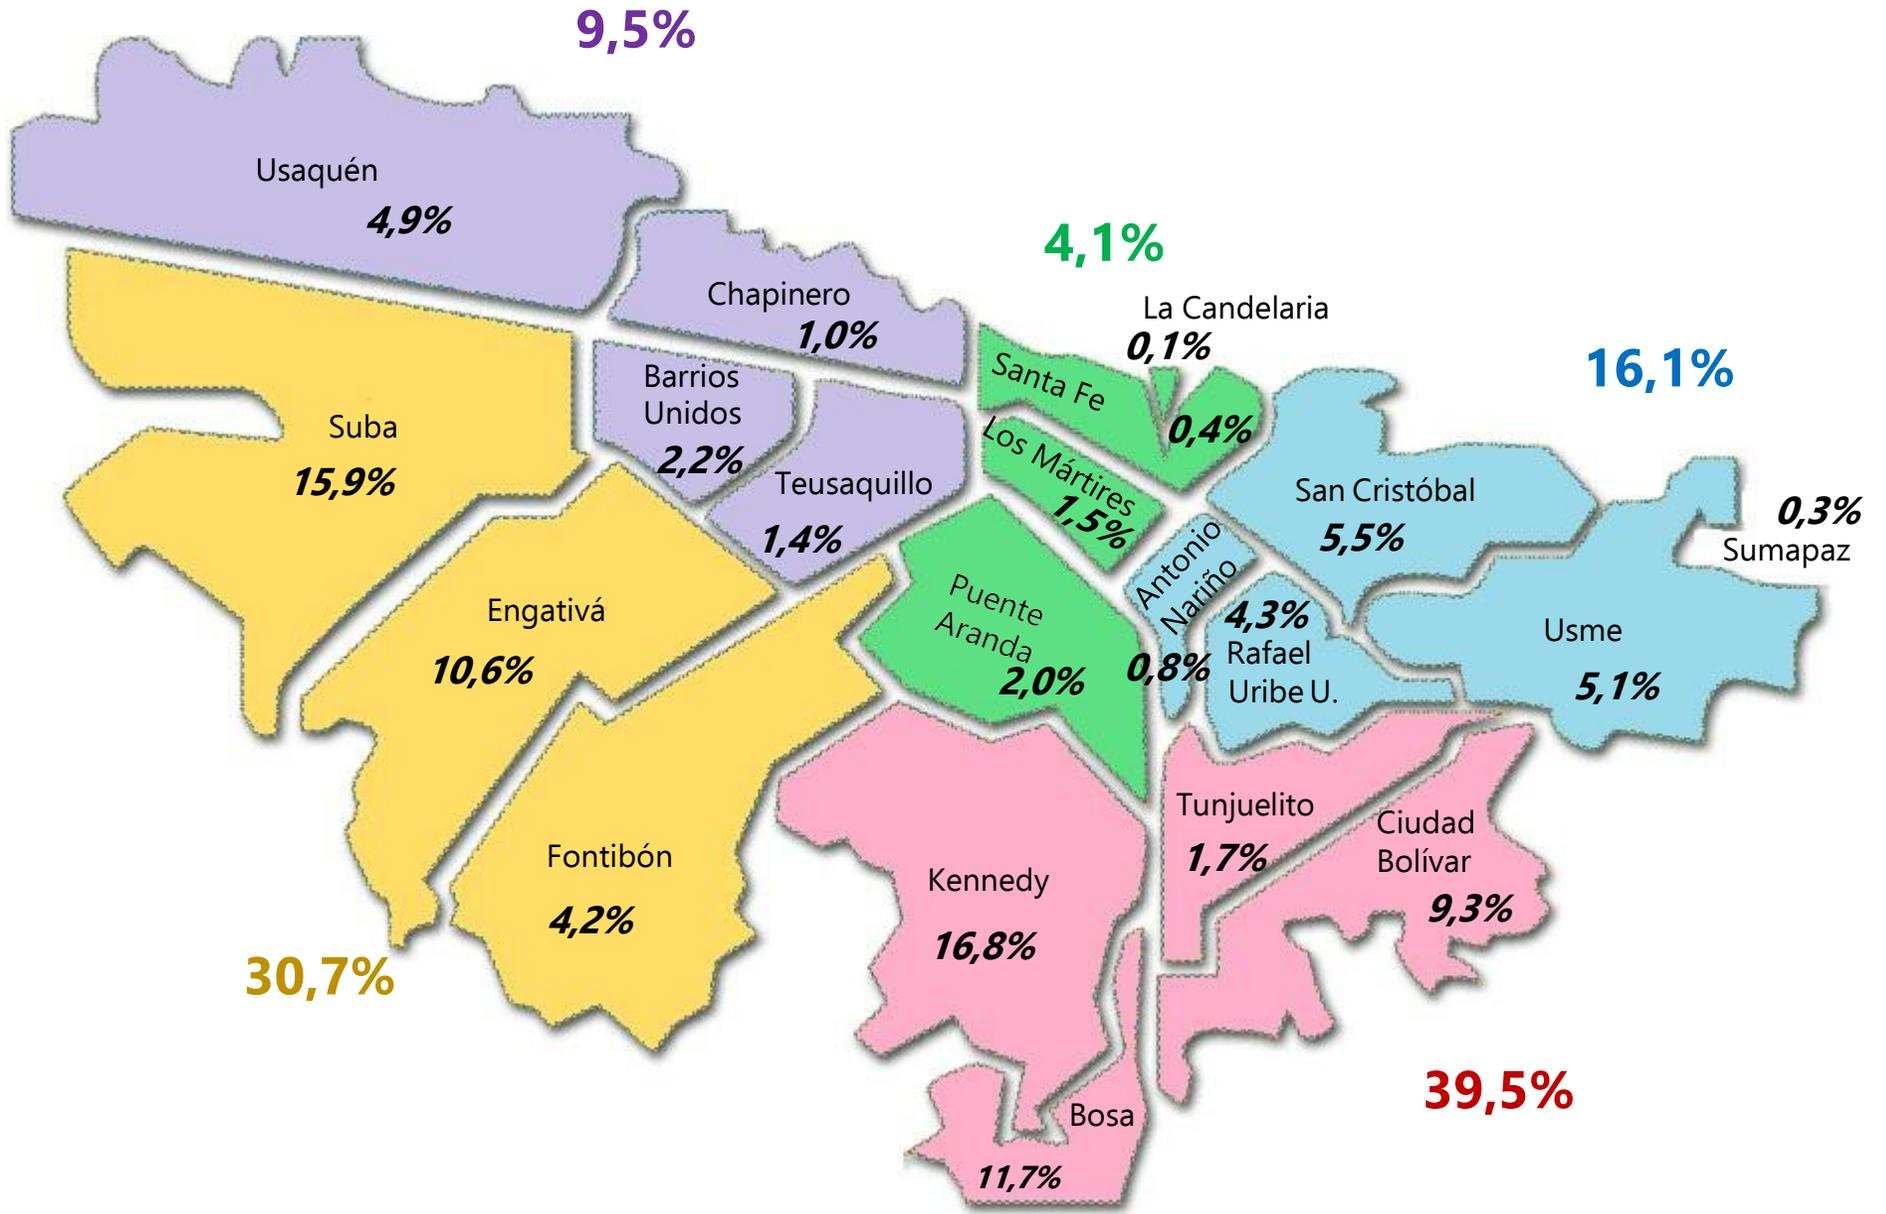 9,5%
Usaquén
4,9%
4,1%
Chapinero
1,0%
La Candelaria
0,1%
16,1%
Santa Fe
0,4%
Barrios
Unidos
2,2%
Suba
15,9%
Los Mártires
1,5%
Teusaquillo
1,4%
San Cristóbal
5,5%
0,3%
Sumapaz
Antonio
Nariño
0,8%
Engativá
10,6%
Puente
Aranda
2,0%
4,3%
Rafael
Uribe U.
Usme
5,1%
Tunjuelito
1,7%
Ciudad
Bolívar
9,3%
Fontibón
4,2%
Kennedy
16,8%
30,7%
39,5%
Bosa
11,7%